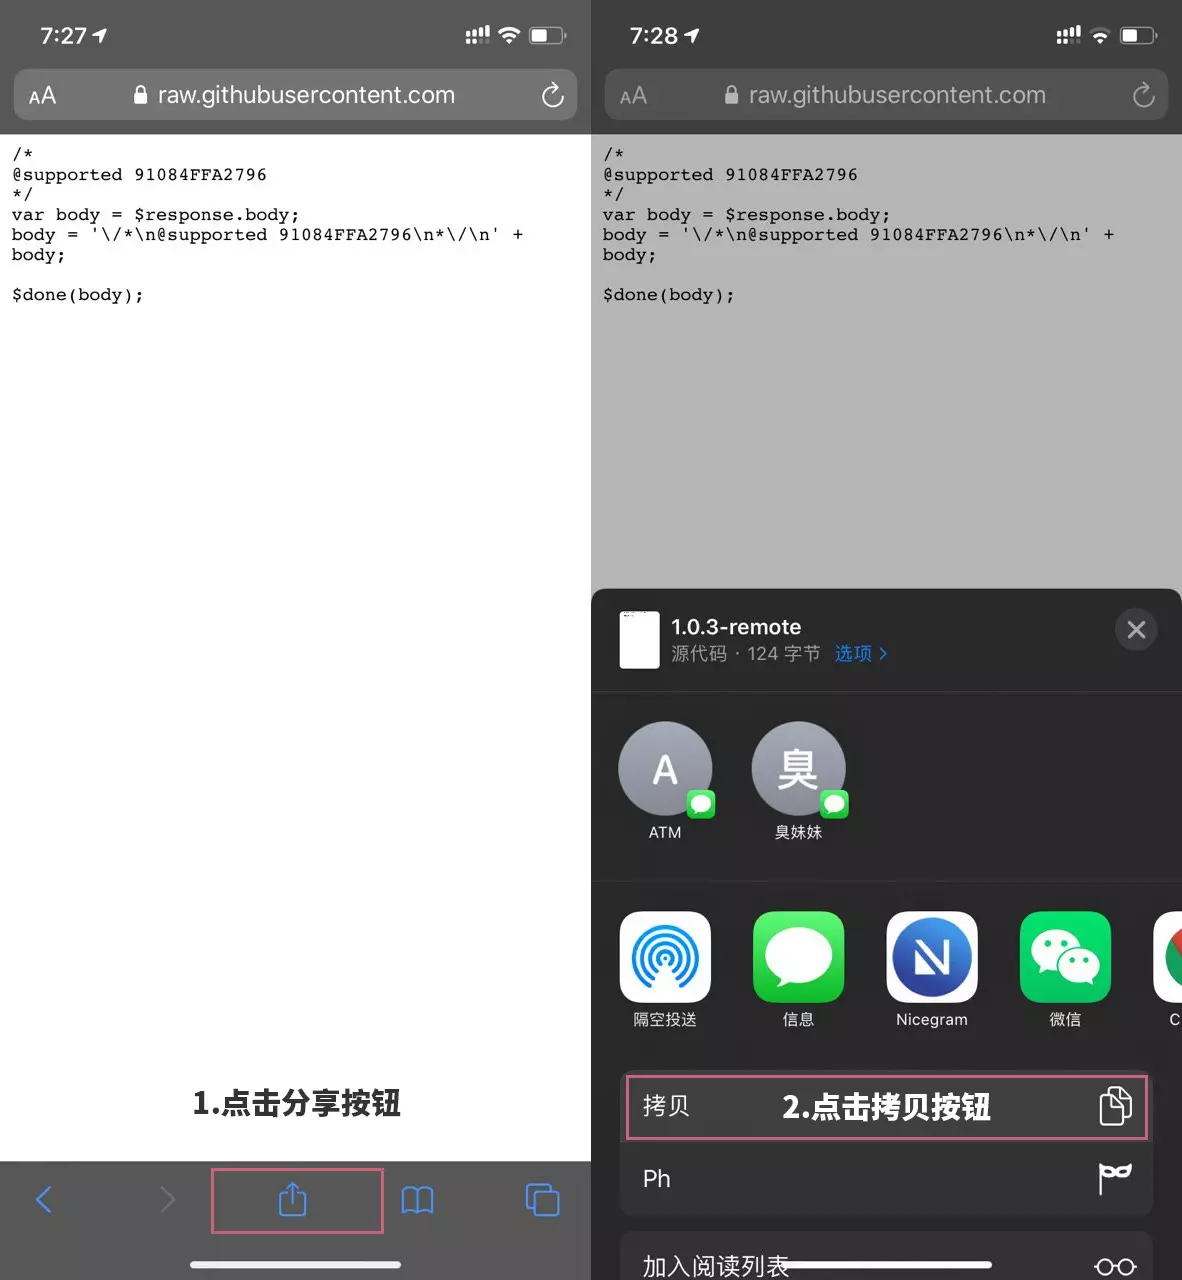 7:27
AA
raw.githubusercontent.com
/*
@supported 91084FFA2796
*/
var body = $response.body;
body = '\/*\n@supported 91084FFA2796\n*\/\n' +
body;
$done(body);
1.点击分享按钮
7:28
AA
raw.githubusercontent.com
/*
@supported 91084FFA2796
*/
var body = $response.body;
body = '\/*\n@supported 91084FFA2796\n*\/\n' +
body;
$done(body);
1.0.3-remote
源代码 · 124 字节 选项 >
A
臭
ATM
臭妹妹
隔空投送
信息
Nicegram
微信
C
拷贝
2.点击拷贝按钮
Ph
加入阅读列表